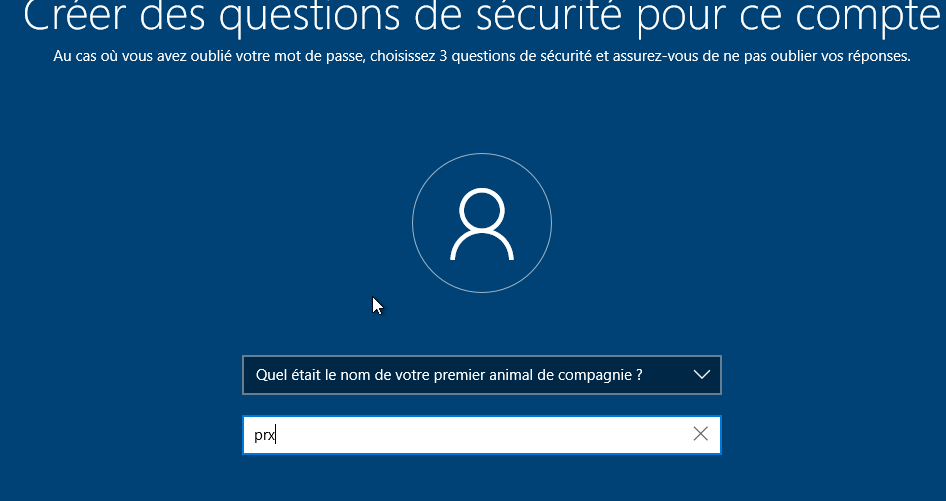 Créer des questions de sécurité pour ce compte
Au cas où vous avez oublié votre mot de passe, choisissez 3 questions de sécurité et assurez-vous de ne pas oublier vos réponses.
Quel était le nom de votre premier animal de compagnie ?
prx